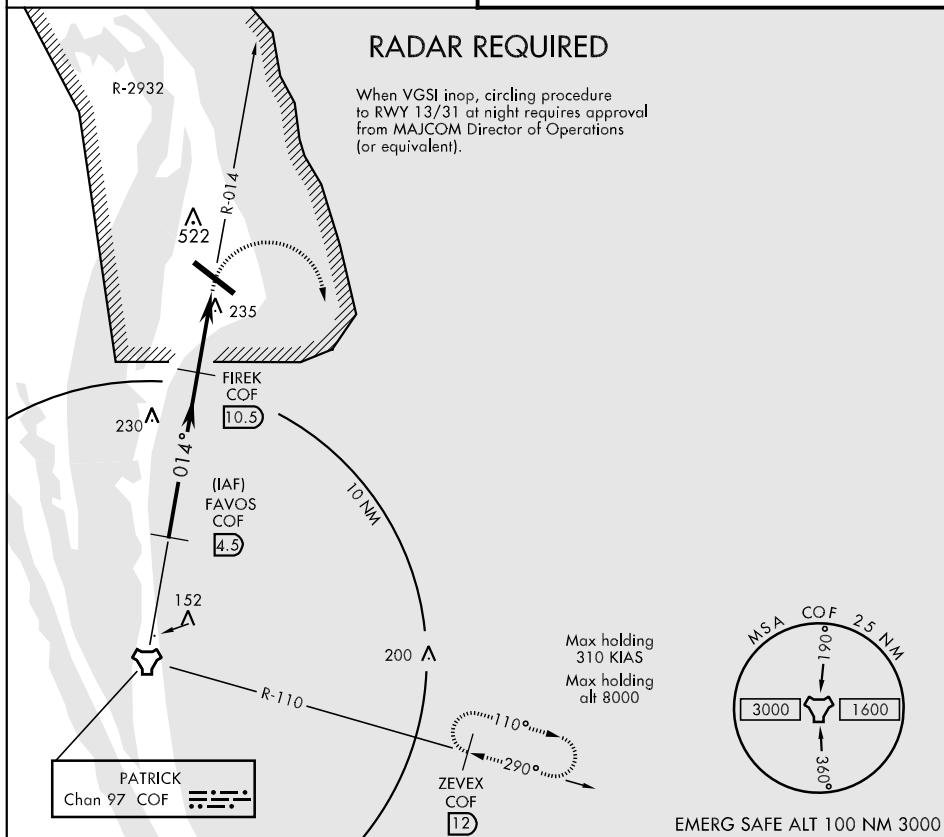 RADAR REQUIRED
R-2932
When VGSI inop, circling procedure
to RWY 13/31 at night requires approval
from MAJCOM Director of Operations
(or equivalent).
R-014
522
235
FIREK
COF
10.5
230
014°
(IAF)
FAVOS
COF
4.5
10 NM
152
200
Max holding
310 KIAS
Max holding
alt 8000
R-110
110°
290°
ZEVEX
COF
12
PATRICK
Chan 97 COF
MSA COF 25 NM
190°
3000
1600
360°
EMERG SAFE ALT 100 NM 3000